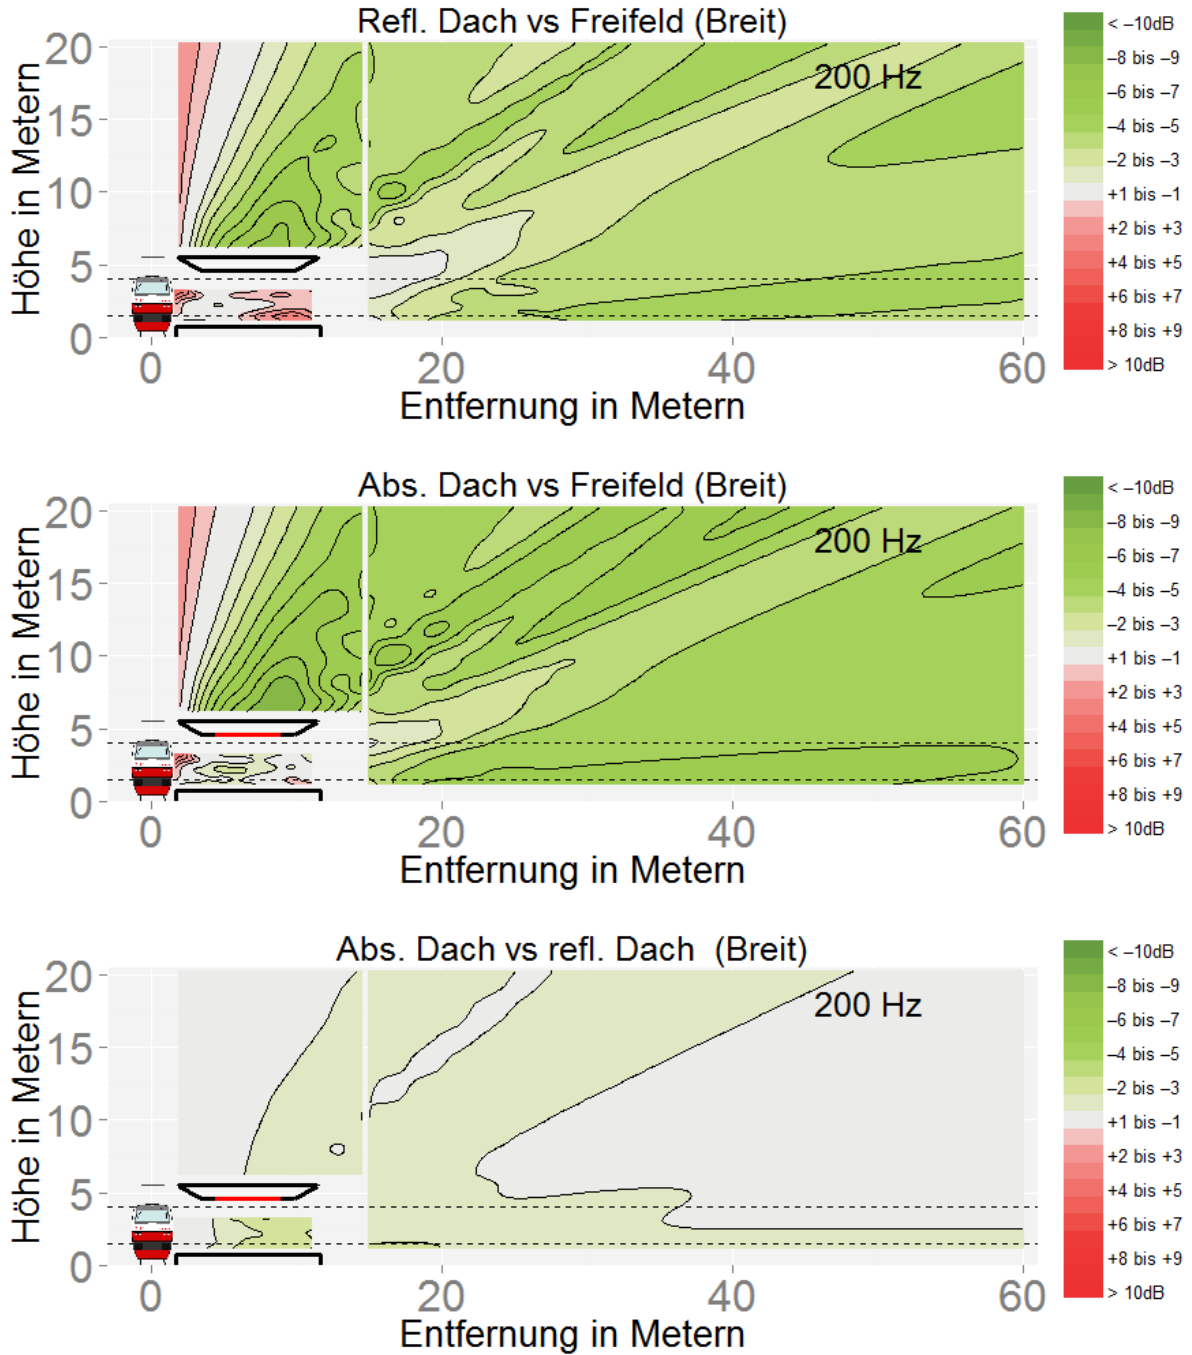 Refl. Dach vs Freifeld (Breit)
200 Hz
Höhe in Metern
20
15
10
5
0
0 20 40 60
Entfernung in Metern
< –10dB
–8 bis –9
–6 bis –7
–4 bis –5
–2 bis –3
+1 bis –1
+2 bis +3
+4 bis +5
+6 bis +7
+8 bis +9
> 10dB
Abs. Dach vs Freifeld (Breit)
200 Hz
Höhe in Metern
20
15
10
5
0
0 20 40 60
Entfernung in Metern
< –10dB
–8 bis –9
–6 bis –7
–4 bis –5
–2 bis –3
+1 bis –1
+2 bis +3
+4 bis +5
+6 bis +7
+8 bis +9
> 10dB
Abs. Dach vs refl. Dach (Breit)
200 Hz
Höhe in Metern
20
15
10
5
0
0 20 40 60
Entfernung in Metern
< –10dB
–8 bis –9
–6 bis –7
–4 bis –5
–2 bis –3
+1 bis –1
+2 bis +3
+4 bis +5
+6 bis +7
+8 bis +9
> 10dB